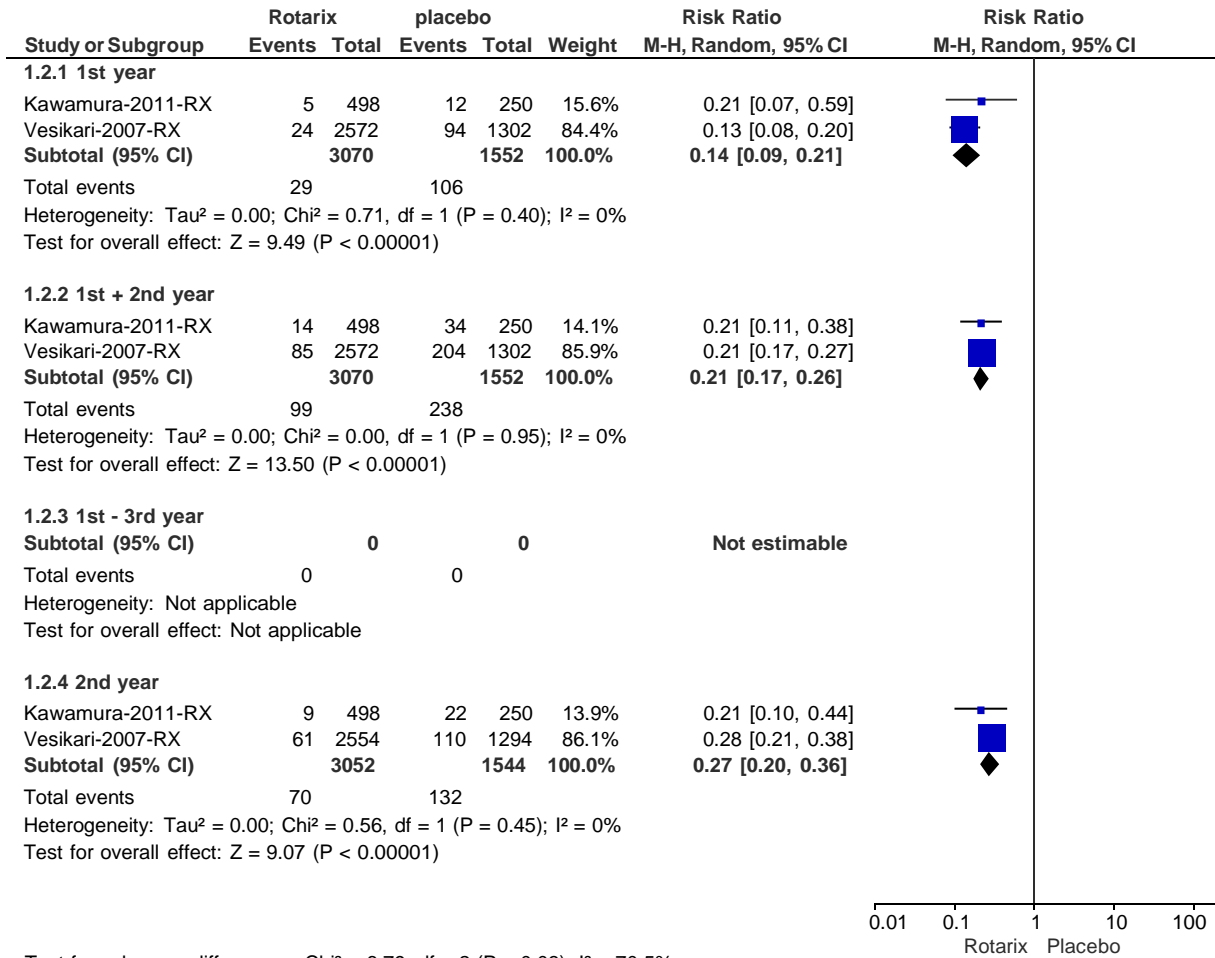 Rotarix placebo Risk Ratio Risk Ratio
Study or Subgroup Events Total Events Total Weight M-H, Random, 95% CI M-H, Random, 95% CI
1.2.1 1st year
Kawamura-2011-RX 5 498 12 250 15.6% 0.21 [0.07, 0.59]
Vesikari-2007-RX 24 2572 94 1302 84.4% 0.13 [0.08, 0.20]
Subtotal (95% CI) 3070 1552 100.0% 0.14 [0.09, 0.21]
Total events 29 106
Heterogeneity: Tau² = 0.00; Chi² = 0.71, df = 1 (P = 0.40); I² = 0%
Test for overall effect: Z = 9.49 (P < 0.00001)
1.2.2 1st + 2nd year
Kawamura-2011-RX 14 498 34 250 14.1% 0.21 [0.11, 0.38]
Vesikari-2007-RX 85 2572 204 1302 85.9% 0.21 [0.17, 0.27]
Subtotal (95% CI) 3070 1552 100.0% 0.21 [0.17, 0.26]
Total events 99 238
Heterogeneity: Tau² = 0.00; Chi² = 0.00, df = 1 (P = 0.95); I² = 0%
Test for overall effect: Z = 13.50 (P < 0.00001)
1.2.3 1st - 3rd year
Subtotal (95% CI) 0 0 Not estimable
Total events 0 0
Heterogeneity: Not applicable
Test for overall effect: Not applicable
1.2.4 2nd year
Kawamura-2011-RX 9 498 22 250 13.9% 0.21 [0.10, 0.44]
Vesikari-2007-RX 61 2554 110 1294 86.1% 0.28 [0.21, 0.38]
Subtotal (95% CI) 3052 1544 100.0% 0.27 [0.20, 0.36]
Total events 70 132
Heterogeneity: Tau² = 0.00; Chi² = 0.56, df = 1 (P = 0.45); I² = 0%
Test for overall effect: Z = 9.07 (P < 0.00001)
0.01 0.1 1 10 100
Rotarix Placebo